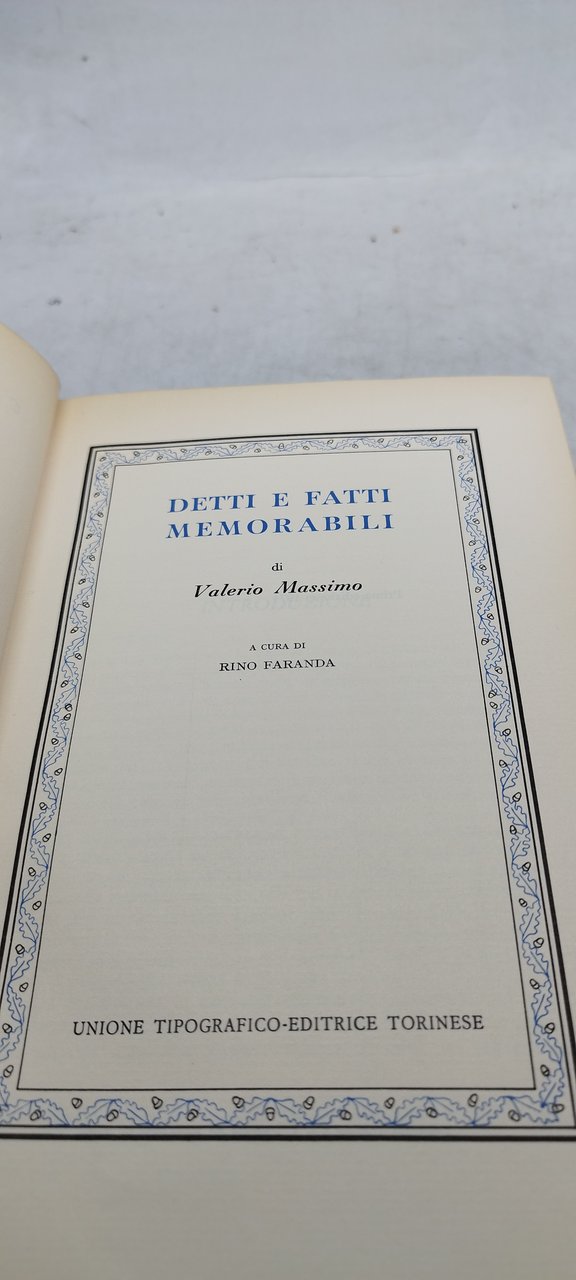 DETTI E FATTI
MEMORABILI
di
Valerio Massimo
A CURA DI
RINO FARANDA
UNIONE TIPOGRAFICO-EDITRICE TORINESE